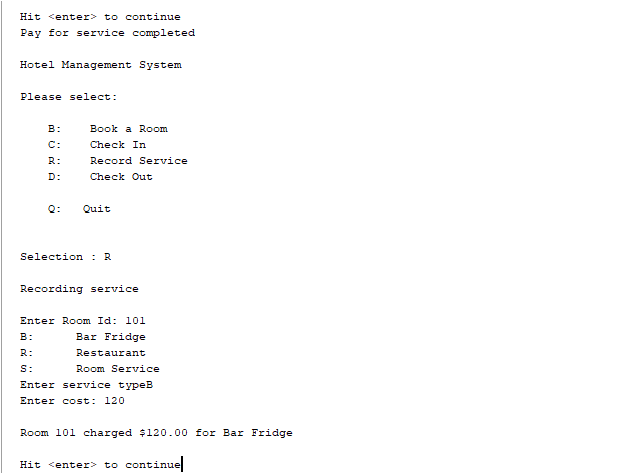 Hit <enter> to continue
Pay for service completed
Hotel Management System
Please select:
B: Book a Room
C: Check In
R: Record Service
D: Check Out
Q: Quit
Selection : R
Recording service
Enter Room Id: 101
B: Bar Fridge
R: Restaurant
S: Room Service
Enter service typeB
Enter cost: 120
Room 101 charged $120.00 for Bar Fridge
Hit <enter> to continue